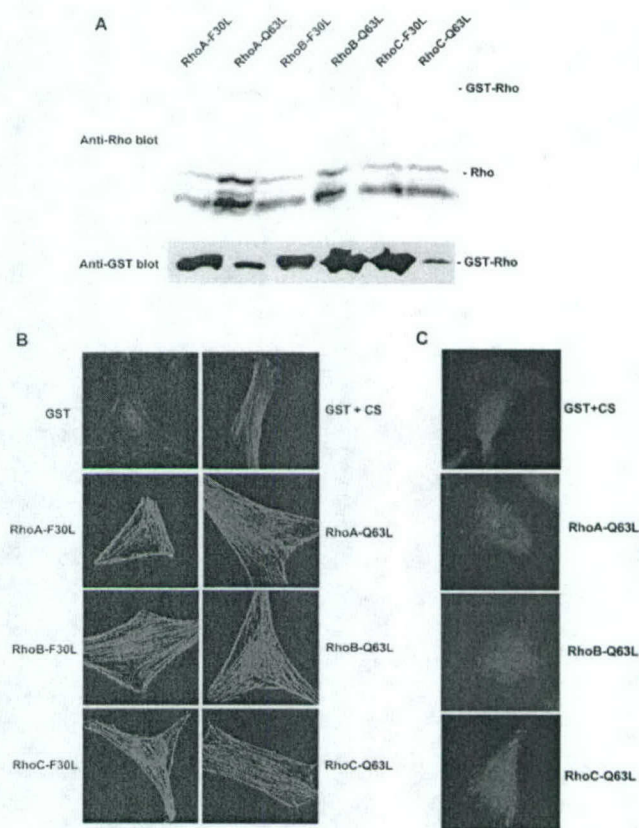 A
RhoA-F30L
RhoA-Q63L
RhoB-F30L
RhoB-Q63L
RhoC-F30L
RhoC-Q63L
- GST-Rho
Anti-Rho blot
- Rho
Anti-GST blot
- GST-Rho
B
C
GST
GST + CS
GST+CS
RhoA-F30L
RhoA-Q63L
RhoA-Q63L
RhoB-F30L
RhoB-Q63L
RhoB-Q63L
RhoC-F30L
RhoC-Q63L
RhoC-Q63L